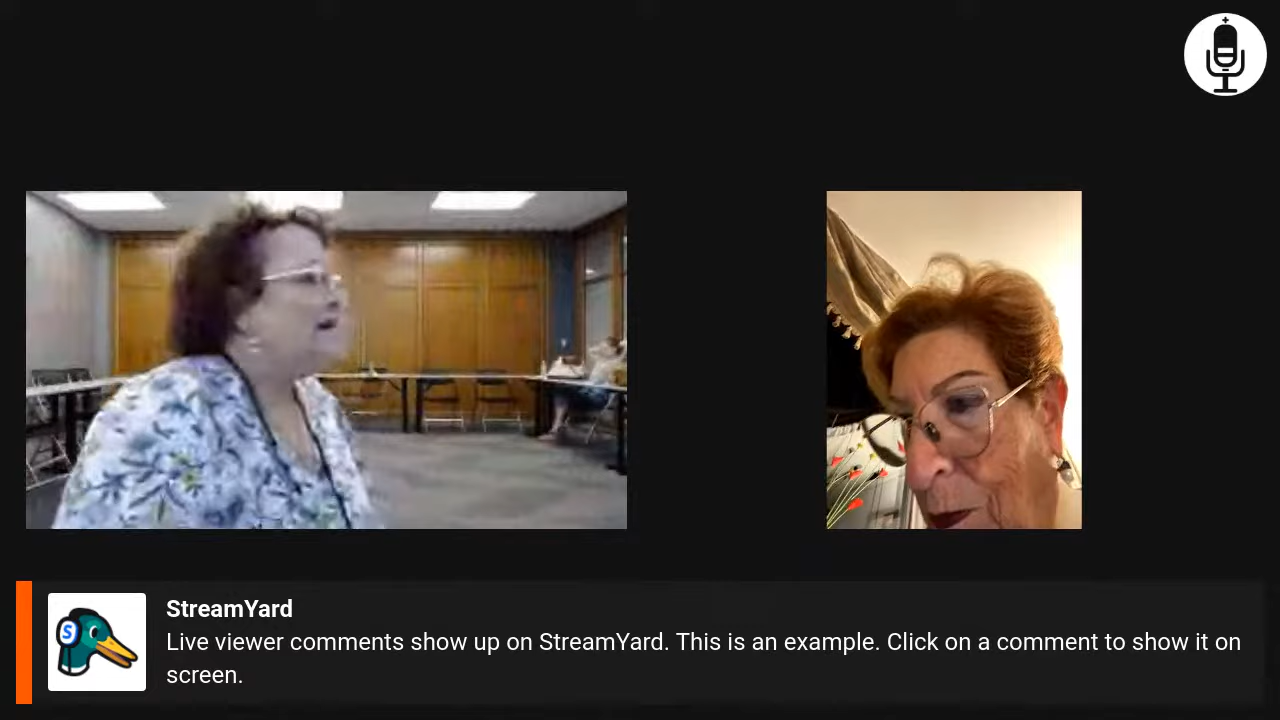 StreamYard
Live viewer comments show up on StreamYard. This is an example. Click on a comment to show it on
screen.
S